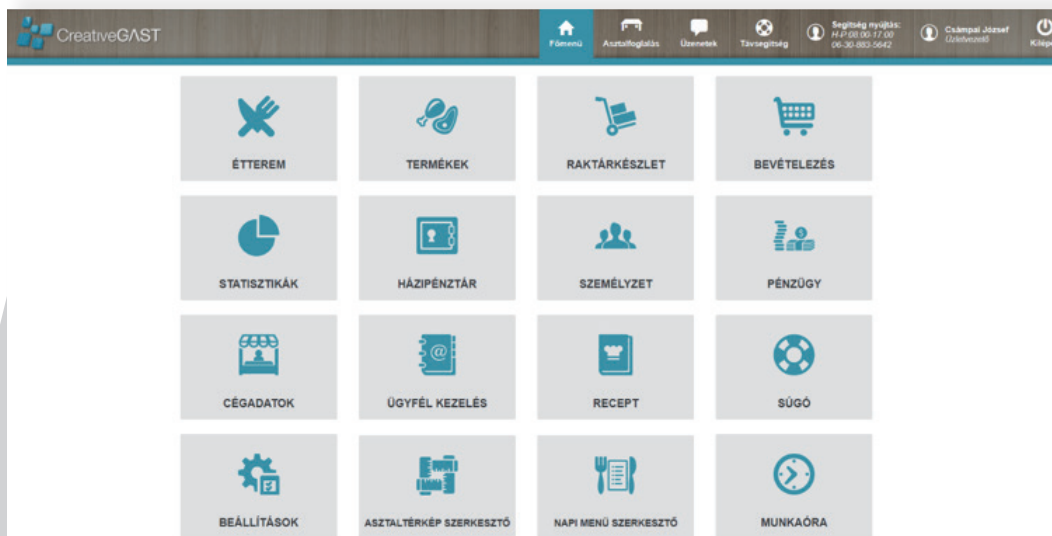 CreativeGΛST
Főmenü
Asztalfoglalás
Üzenetek
Távsegítség
Segítség nyújtás:
H-P 08:00-17:00
06-30-883-5642
Csámpai József
Üzletvezető
ÉTTEREM
TERMÉKEK
RAKTÁRKÉSZLET
BEVÉTELEZÉS
STATISZTIKÁK
HÁZIPÉNZTÁR
SZEMÉLYZET
PÉNZÜGY
CÉGADATOK
ÜGYFÉL KEZELÉS
RECEPT
SÚGÓ
BEÁLLÍTÁSOK
ASZTALTÉRKÉP SZERKESZTŐ
NAPI MENÜ SZERKESZTŐ
MUNKAÓRA